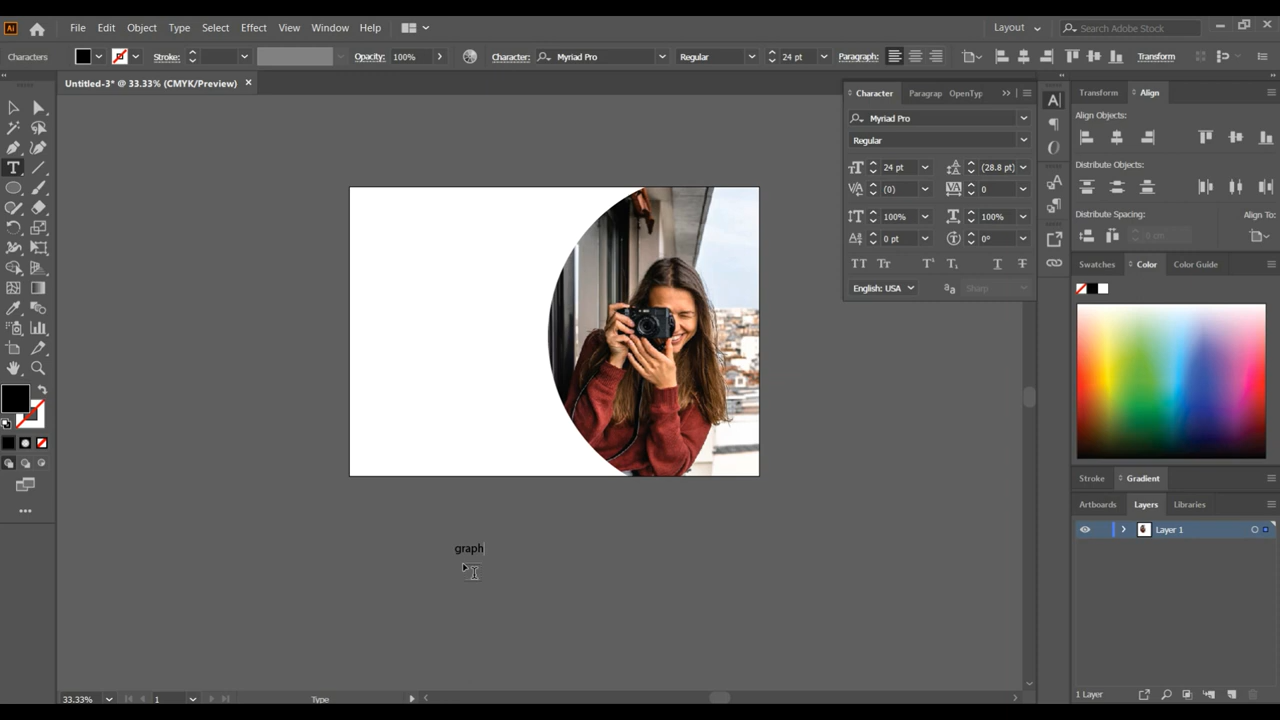 File Edit Object Type Select Effect View Window Help
Layout
Search Adobe Stock
Characters
Stroke:
Opacity: 100%
Character: Myriad Pro
Regular
24 pt
Paragraph:
Transform
Untitled-3* @ 33.33% (CMYK/Preview)
Character Paragrap OpenTyp
Myriad Pro
Regular
24 pt (28.8 pt)
(0) 0
100% 100%
0 pt 0°
English: USA Sharp
Transform Align
Align Objects:
Distribute Objects:
Distribute Spacing: Align To:
0 cm
Swatches Color Color Guide
Stroke Gradient
Artboards Layers Libraries
Layer 1
graph
33.33% 1 Type
1 Layer